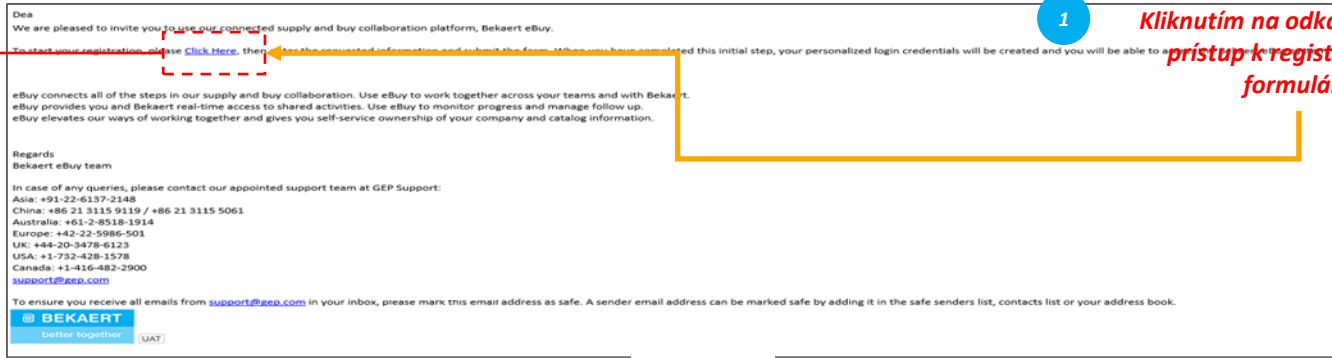 Dea
We are pleased to invite you to use our connected supply and buy collaboration platform, Bekaert eBuy.
1
Kliknutím na odka
prístup k regist
formulá
To start your registration, please Click Here, then enter the requested information and submit the form. When you have completed this initial step, your personalized login credentials will be created and you will be able to
eBuy connects all of the steps in our supply and buy collaboration. Use eBuy to work together across your teams and with Bekaert.
eBuy provides you and Bekaert real-time access to shared activities. Use eBuy to monitor progress and manage follow up.
eBuy elevates our ways of working together and gives you self-service ownership of your company and catalog information.
Regards
Bekaert eBuy team
In case of any queries, please contact our appointed support team at GEP Support:
Asia: +91-22-6137-2148
China: +86 21 3115 9119 / +86 21 3115 5061
Australia: +61-2-8518-1914
Europe: +42-22-5986-501
UK: +44-20-3478-6123
USA: +1-732-428-1578
Canada: +1-416-482-2900
support@gep.com
To ensure you receive all emails from support@gep.com in your inbox, please mark this email address as safe. A sender email address can be marked safe by adding it in the safe senders list, contacts list or your address book.
BEKAERT
better together
UAT